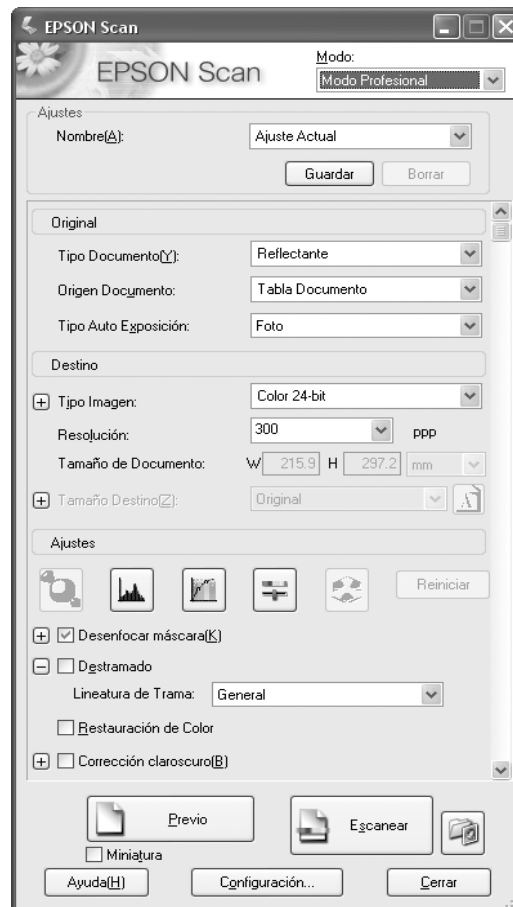 EPSON Scan
EPSON Scan
Modo:
Modo Profesional
Ajustes
Nombre(A): Ajuste Actual
Guardar Borrar
Original
Tipo Documento(Y): Reflectante
Origen Documento: Tabla Documento
Tipo Auto Exposición: Foto
Destino
Tipo Imagen: Color 24-bit
Resolución: 300 ppp
Tamaño de Documento: W 215.9 H 297.2 mm
Tamaño Destino(Z): Original
Ajustes
Reiniciar
Desenfocar máscara(K)
Destramado
Lineatura de Trama: General
Restauración de Color
Corrección claroscuro(B)
Previo Escanear
Miniatura
Ayuda(H) Configuración... Cerrar